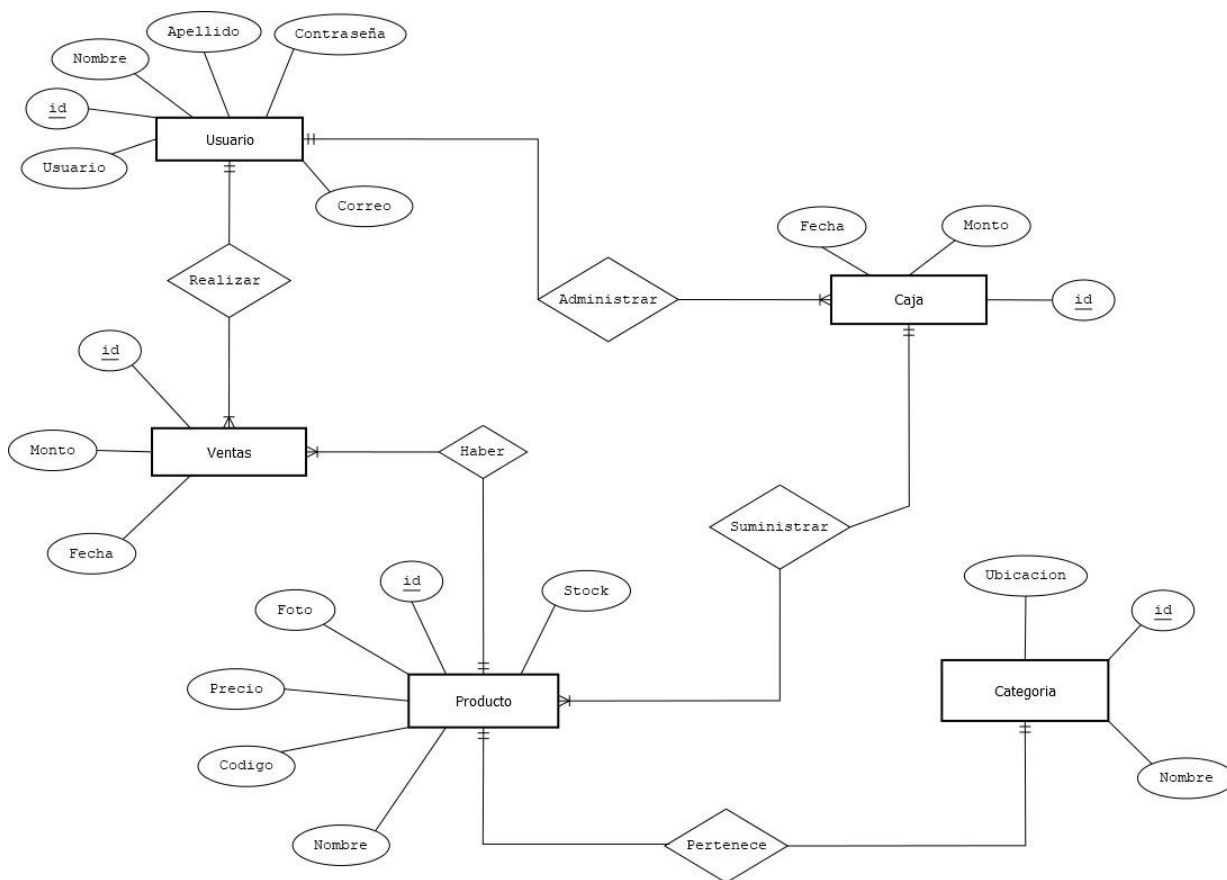 Apellido
Contraseña
Nombre
id
Usuario
Usuario
Correo
Fecha
Monto
Realizar
Administrar
Caja
id
id
Monto
Ventas
Haber
Fecha
Suministrar
Ubicacion
id
Stock
Foto
id
Precio
Producto
Categoria
Codigo
Nombre
Nombre
Pertenece